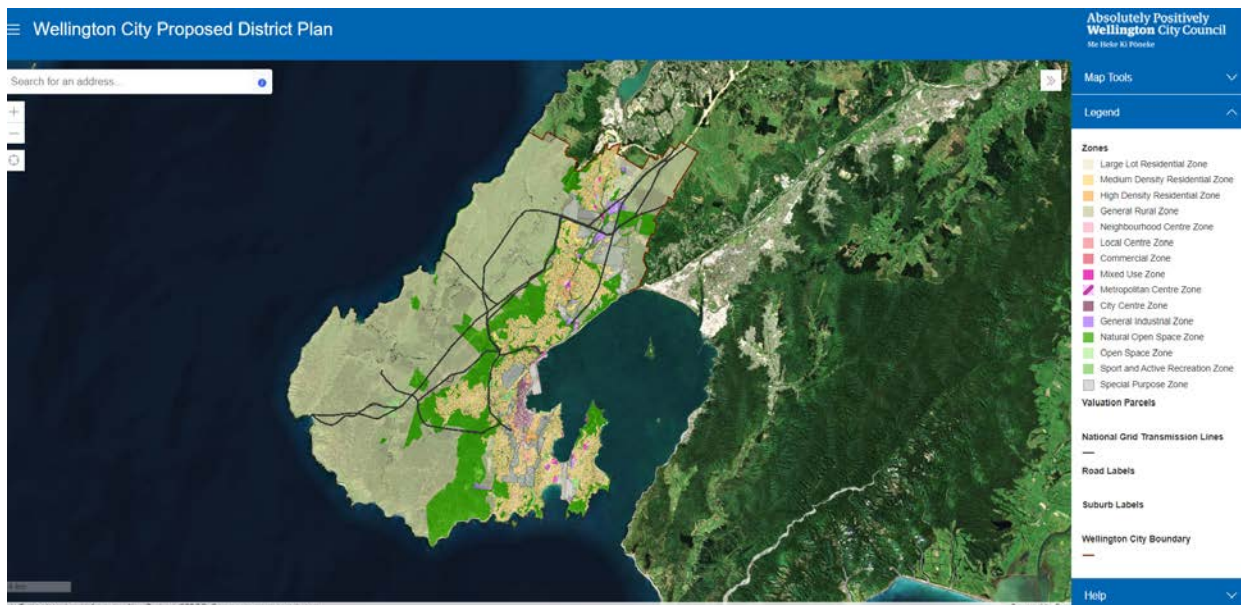 Wellington City Proposed District Plan
Absolutely Positively
Wellington City Council
Me Heke Ki Pōneke
Search for an address...
Map Tools
Legend
Zones
Large Lot Residential Zone
Medium Density Residential Zone
High Density Residential Zone
General Rural Zone
Neighbourhood Centre Zone
Local Centre Zone
Commercial Zone
Mixed Use Zone
Metropolitan Centre Zone
City Centre Zone
General Industrial Zone
Natural Open Space Zone
Open Space Zone
Sport and Active Recreation Zone
Special Purpose Zone
Valuation Parcels
National Grid Transmission Lines
Road Labels
Suburb Labels
Wellington City Boundary
Help